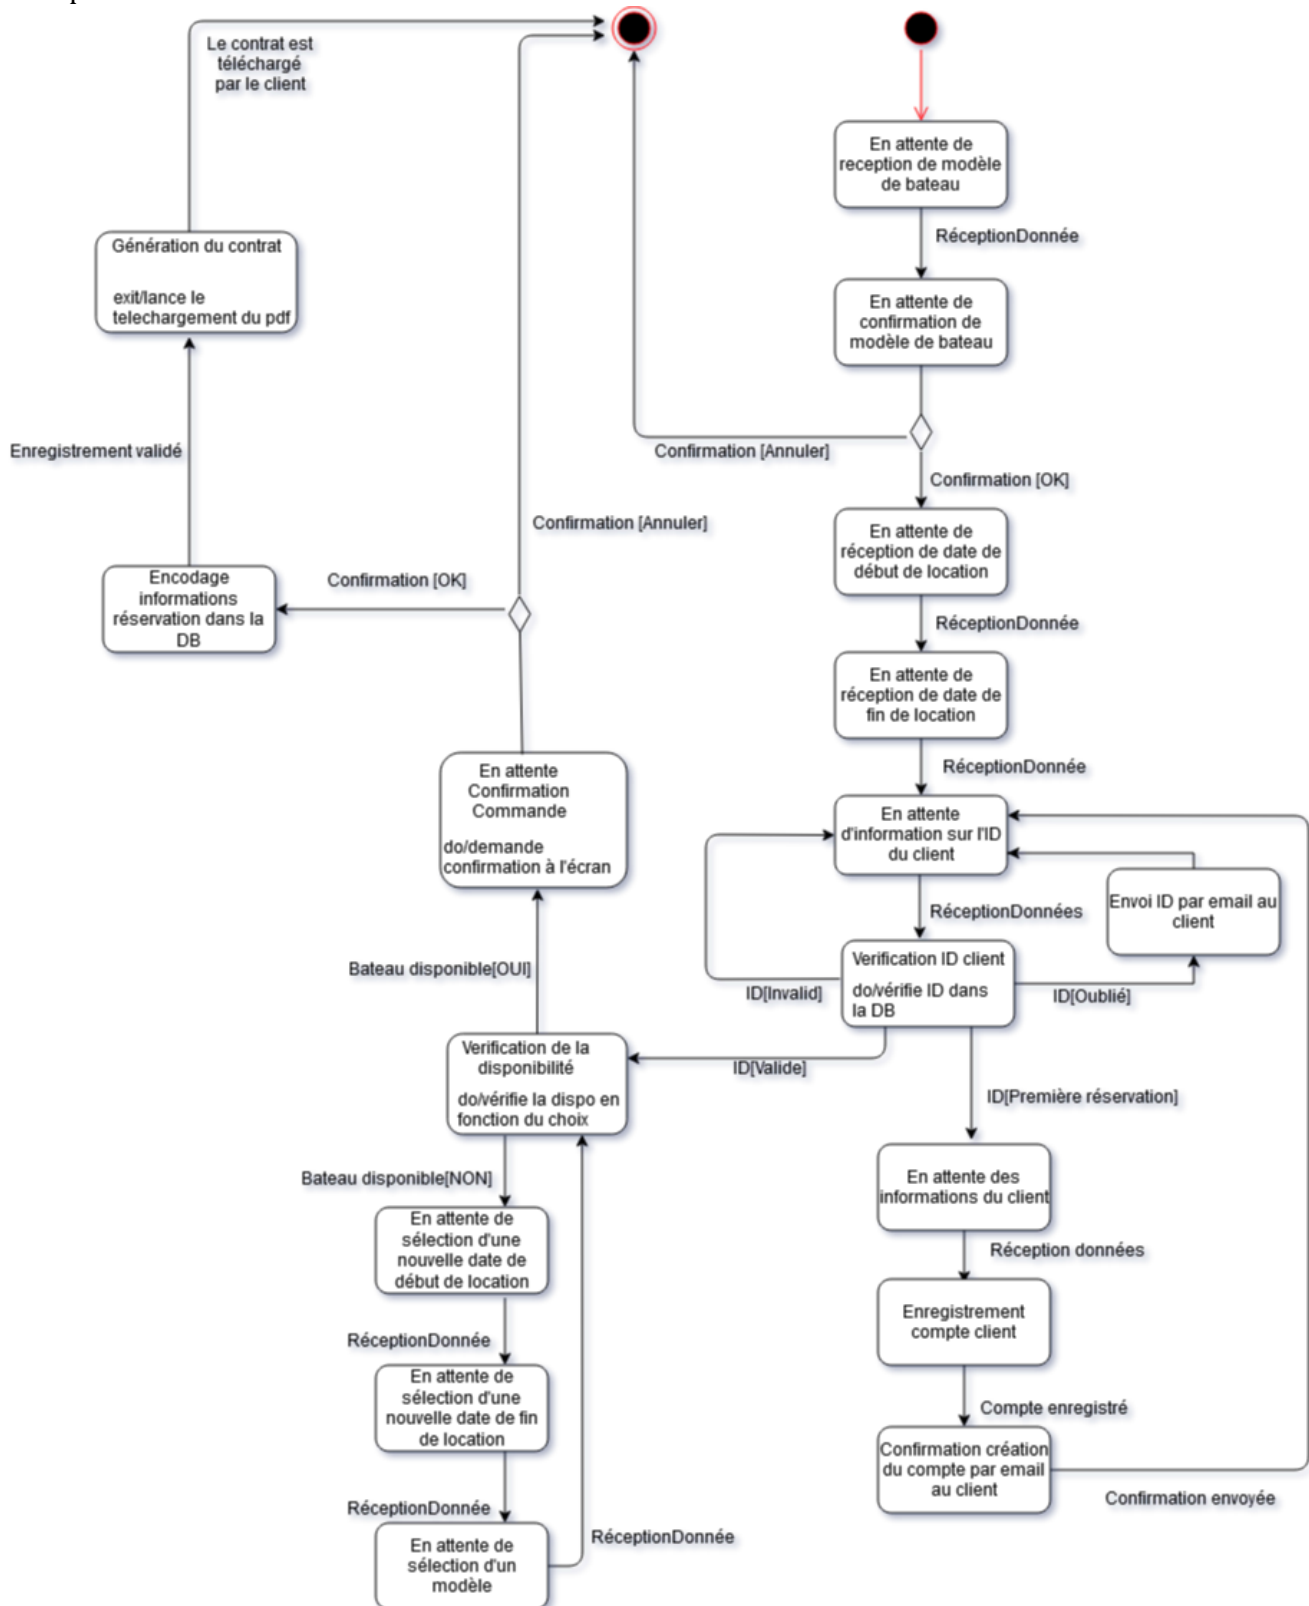 Le contrat est
téléchargé
par le client
En attente de
reception de modèle
de bateau
RéceptionDonnée
Génération du contrat
exit/lance le
telechargement du pdf
En attente de
confirmation de
modèle de bateau
Enregistrement validé
Confirmation [Annuler]
Confirmation [OK]
Confirmation [Annuler]
En attente de
réception de date de
début de location
Encodage
informations
réservation dans la
DB
Confirmation [OK]
RéceptionDonnée
En attente de
réception de date de
fin de location
RéceptionDonnée
En attente
Confirmation
Commande
do/demande
confirmation à l'écran
En attente
d'information sur l'ID
du client
RéceptionDonnées
Envoi ID par email au
client
Bateau disponible[OUI]
Verification ID client
do/vérifie ID dans
la DB
ID[Invalid]
ID[Oublié]
Verification de la
disponibilité
do/vérifie la dispo en
fonction du choix
ID[Valide]
ID[Première réservation]
Bateau disponible[NON]
En attente des
informations du client
En attente de
sélection d'une
nouvelle date de
début de location
Réception données
RéceptionDonnée
Enregistrement
compte client
En attente de
sélection d'une
nouvelle date de fin
de location
Compte enregistré
RéceptionDonnée
Confirmation création
du compte par email
au client
Confirmation envoyée
En attente de
sélection d'un
modèle
RéceptionDonnée